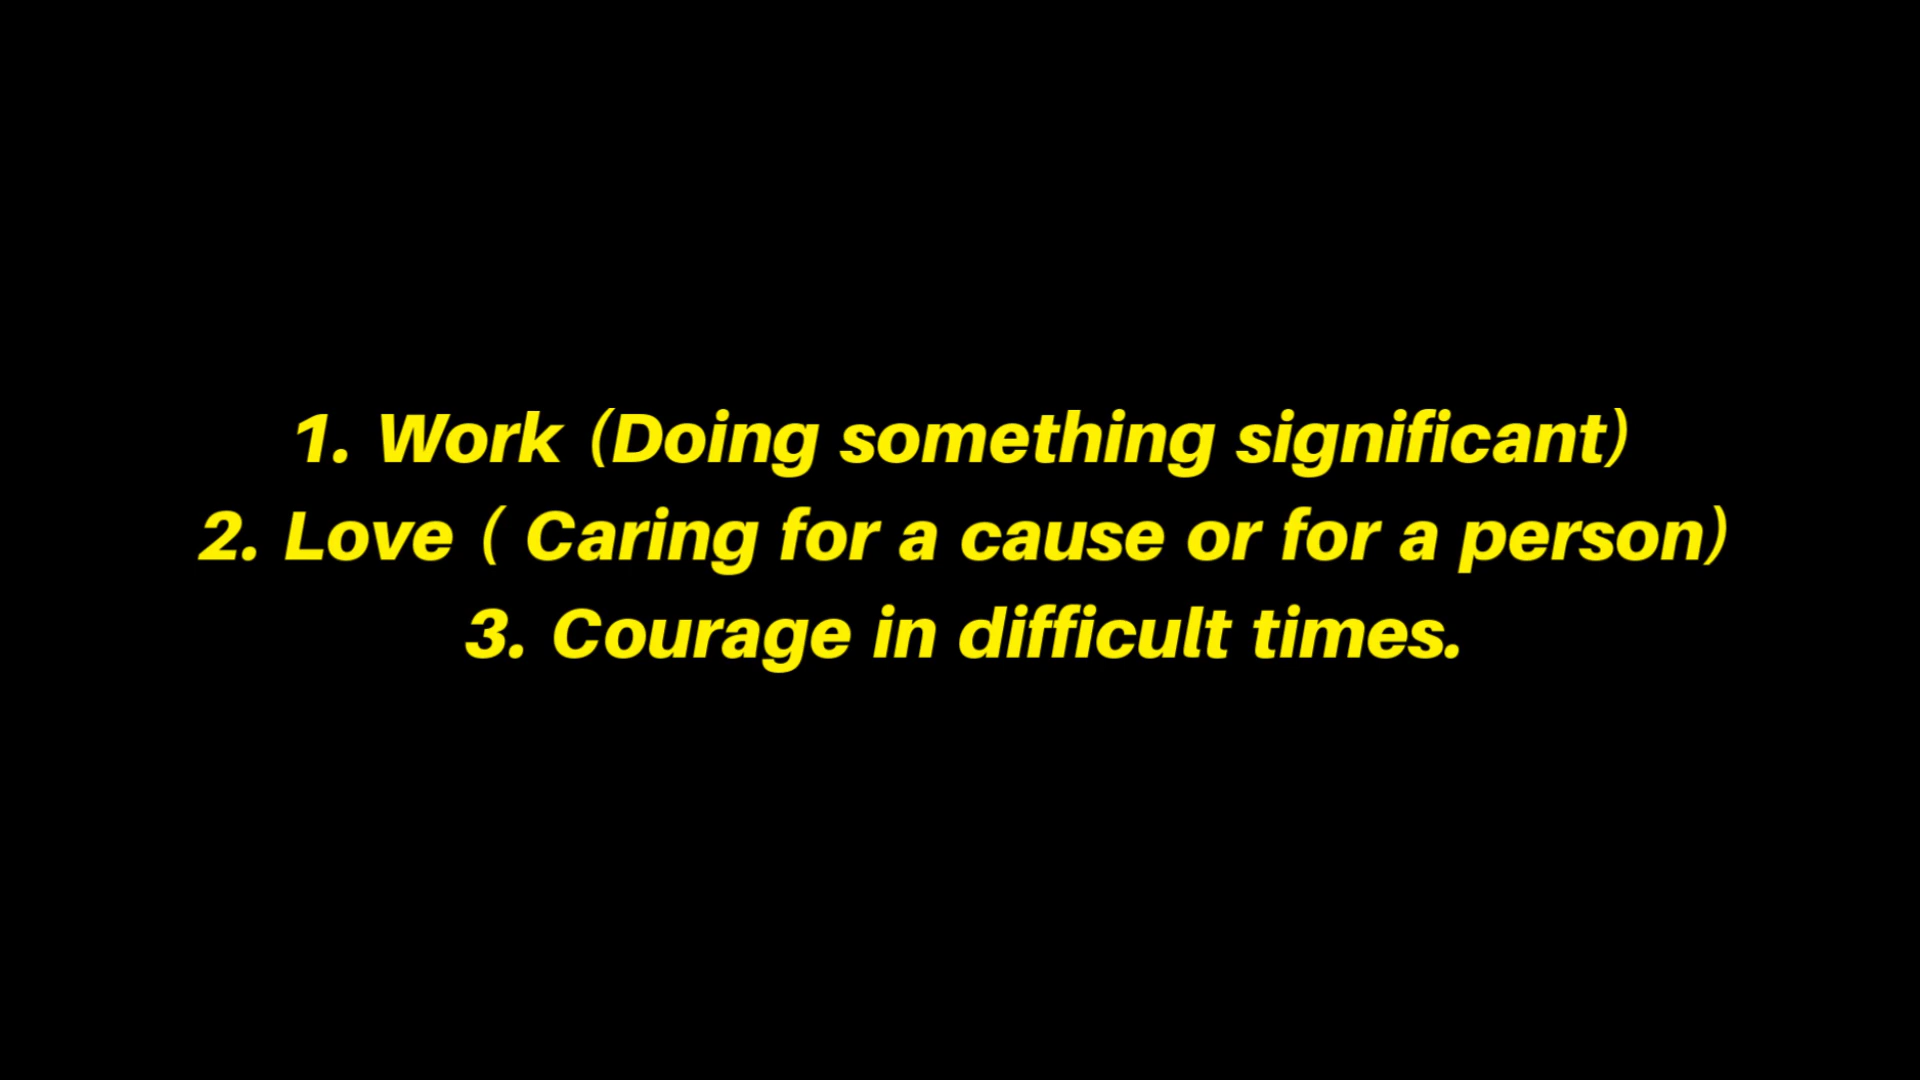 1. Work (Doing something significant)
2. Love ( Caring for a cause or for a person)
3. Courage in difficult times.